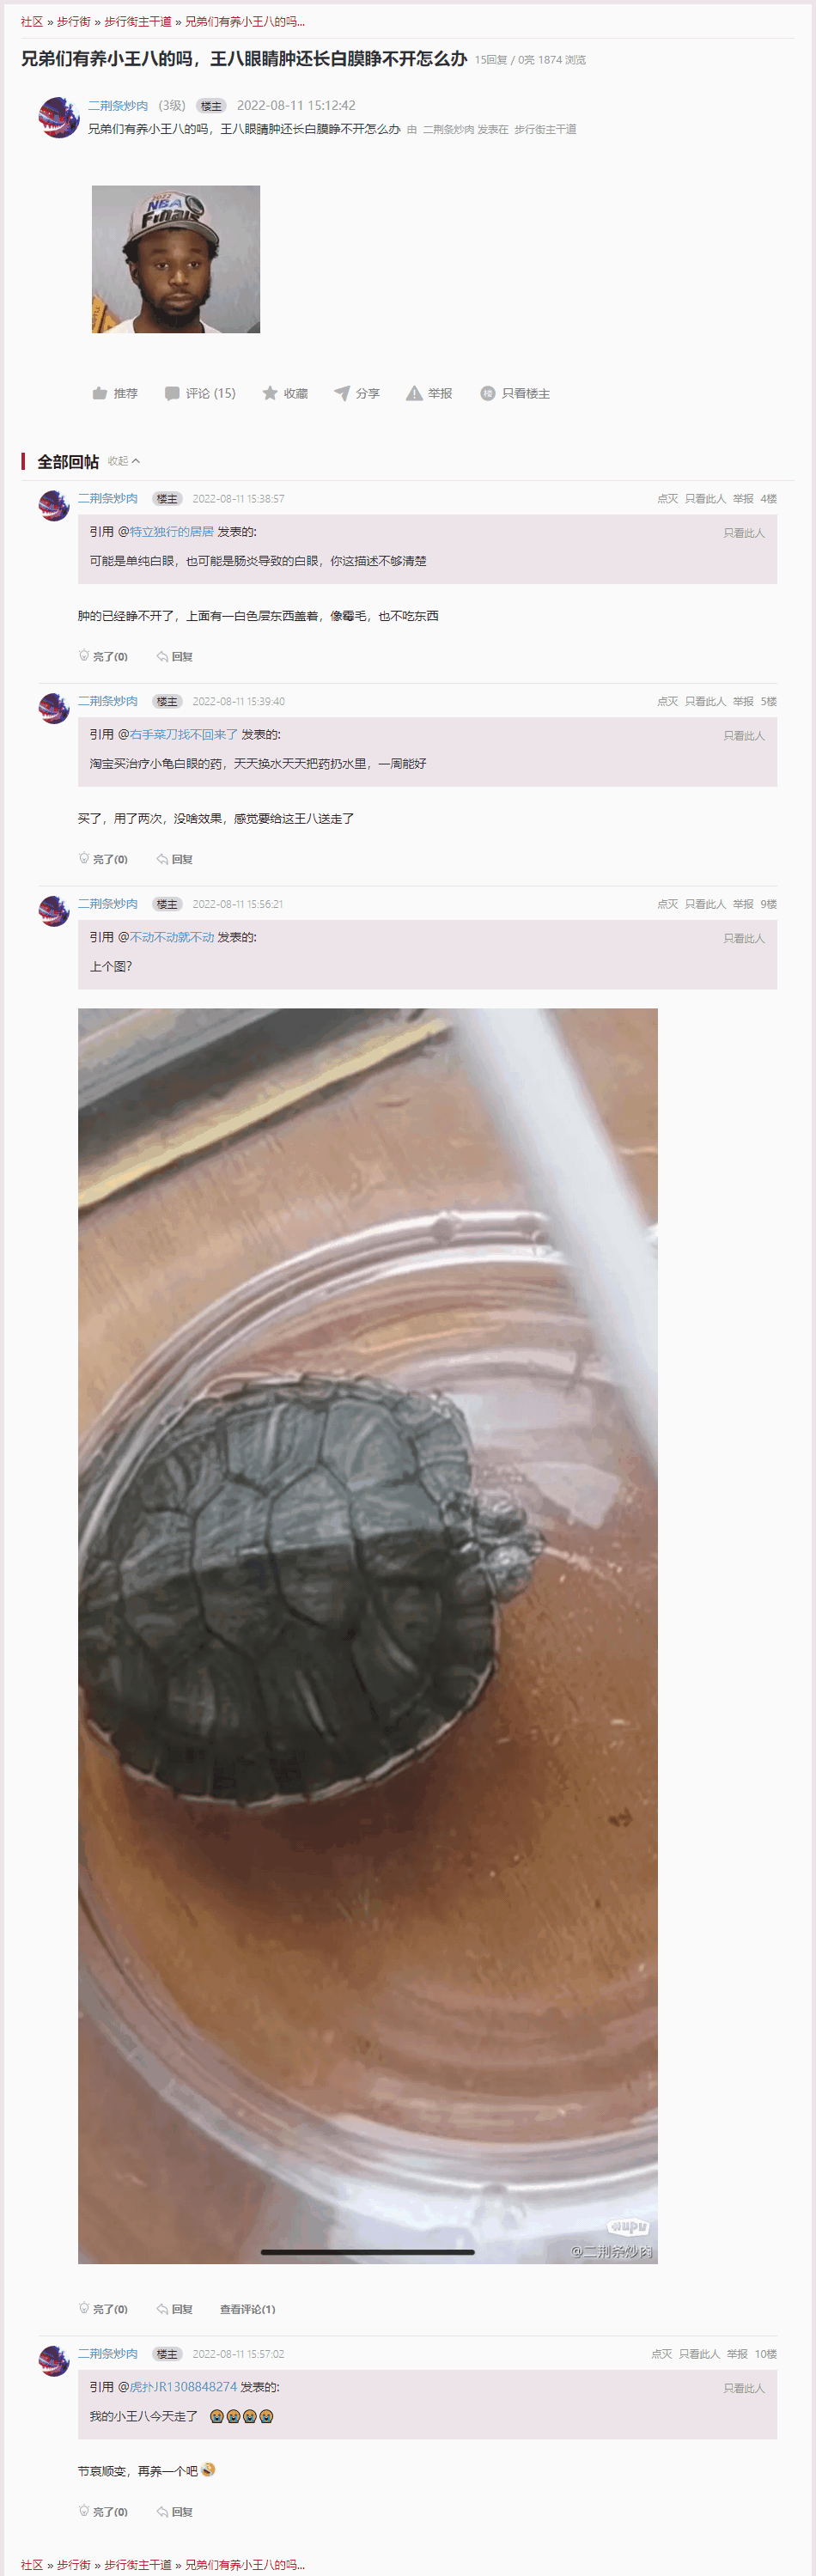 社区 » 步行街 » 步行街主干道 » 兄弟们有养小王八的吗...
兄弟们有养小王八的吗，王八眼睛肿还长白膜睁不开怎么办 15回复 / 0亮 1874 浏览
二荆条炒肉 (3级) 楼主 2022-08-11 15:12:42
兄弟们有养小王八的吗，王八眼睛肿还长白膜睁不开怎么办 由 二荆条炒肉 发表在 步行街主干道
2022
NBA
Finals
推荐 评论 (15) 收藏 分享 举报 楼 只看楼主
全部回帖 收起
二荆条炒肉 楼主 2022-08-11 15:38:57 点灭 只看此人 举报 4楼
引用 @特立独行的居居 发表的: 只看此人
可能是单纯白眼，也可能是肠炎导致的白眼，你这描述不够清楚
肿的已经睁不开了，上面有一白色层东西盖着，像霉毛，也不吃东西
亮了(0) 回复
二荆条炒肉 楼主 2022-08-11 15:39:40 点灭 只看此人 举报 5楼
引用 @右手菜刀找不回来了 发表的: 只看此人
淘宝买治疗小龟白眼的药，天天换水天天把药扔水里，一周能好
买了，用了两次，没啥效果，感觉要给这王八送走了
亮了(0) 回复
二荆条炒肉 楼主 2022-08-11 15:56:21 点灭 只看此人 举报 9楼
引用 @不动不动就不动 发表的: 只看此人
上个图?
hupu
@二荆条炒肉
亮了(0) 回复 查看评论(1)
二荆条炒肉 楼主 2022-08-11 15:57:02 点灭 只看此人 举报 10楼
引用 @虎扑JR1308848274 发表的: 只看此人
我的小王八今天走了 😭😭😭😭
节哀顺变，再养一个吧
亮了(0) 回复
社区 » 步行街 » 步行街主干道 » 兄弟们有养小王八的吗...